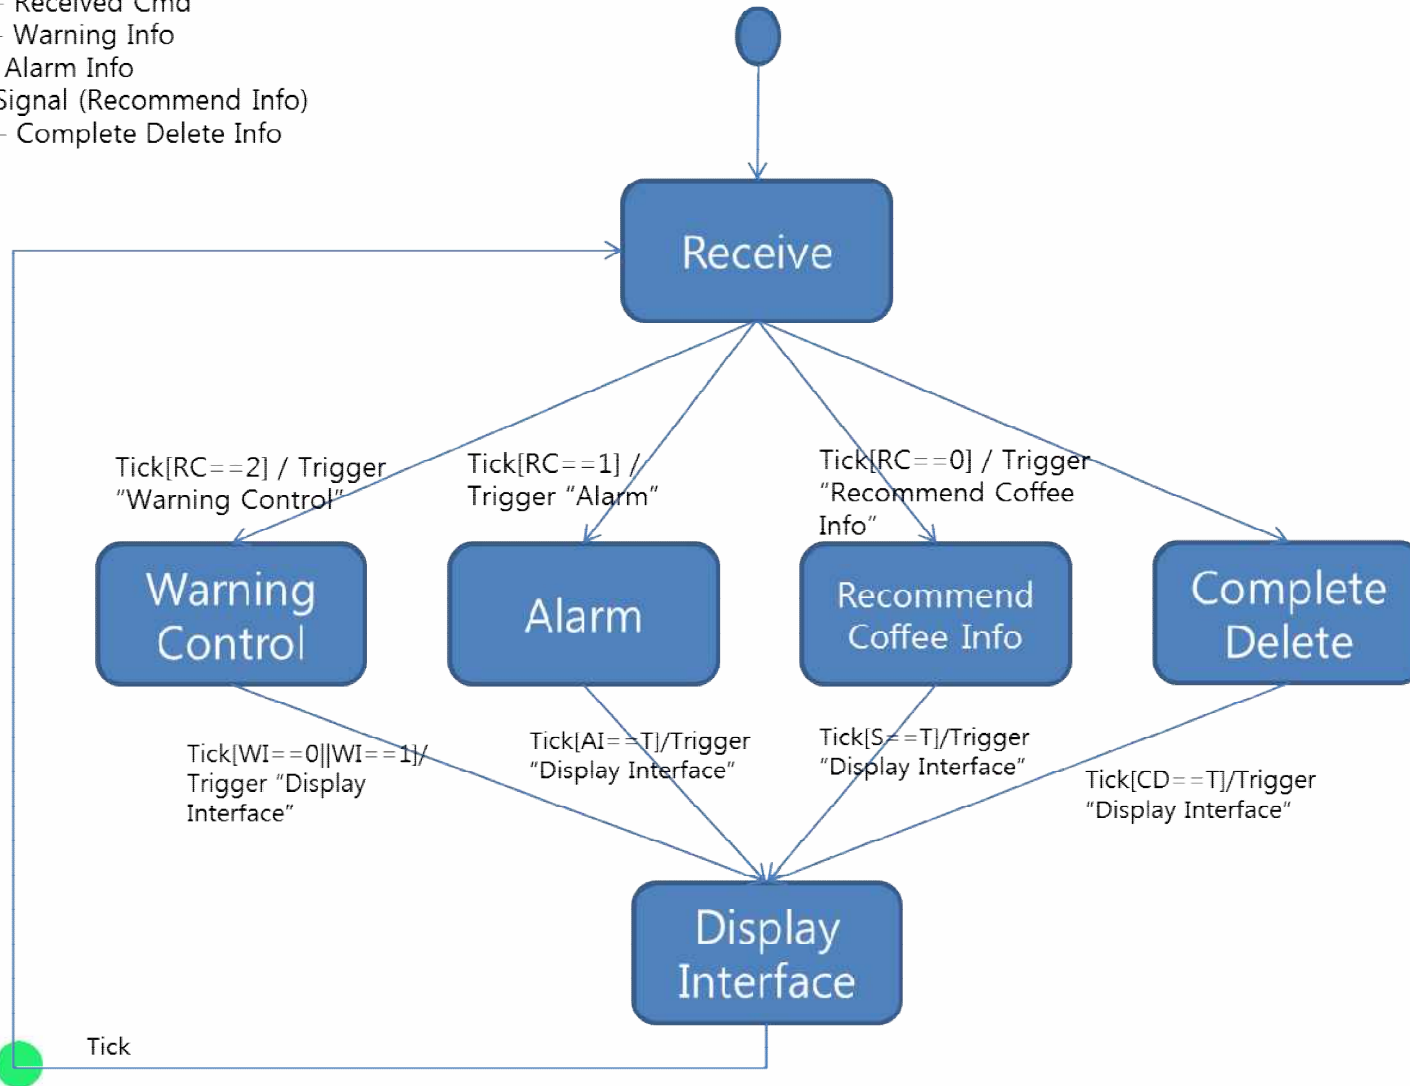 - Received Cmd
- Warning Info
Alarm Info
Signal (Recommend Info)
- Complete Delete Info
Receive
Tick[RC==2] / Trigger
"Warning Control"
Tick[RC==1] /
Trigger "Alarm"
Tick[RC==0] / Trigger
"Recommend Coffee
Info"
Warning
Control
Alarm
Recommend
Coffee Info
Complete
Delete
Tick[WI==0||WI==1]/
Trigger "Display
Interface"
Tick[AI==T]/Trigger
"Display Interface"
Tick[S==T]/Trigger
"Display Interface"
Tick[CD==T]/Trigger
"Display Interface"
Display
Interface
Tick